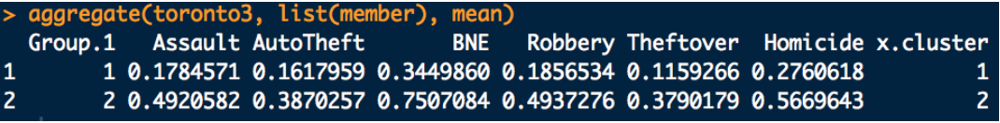 > aggregate(toronto3, list(member), mean)
Group.1 Assault AutoTheft BNE Robbery Theftover Homicide x.cluster
1 1 0.1784571 0.1617959 0.3449860 0.1856534 0.1159266 0.2760618 1
2 2 0.4920582 0.3870257 0.7507084 0.4937276 0.3790179 0.5669643 2